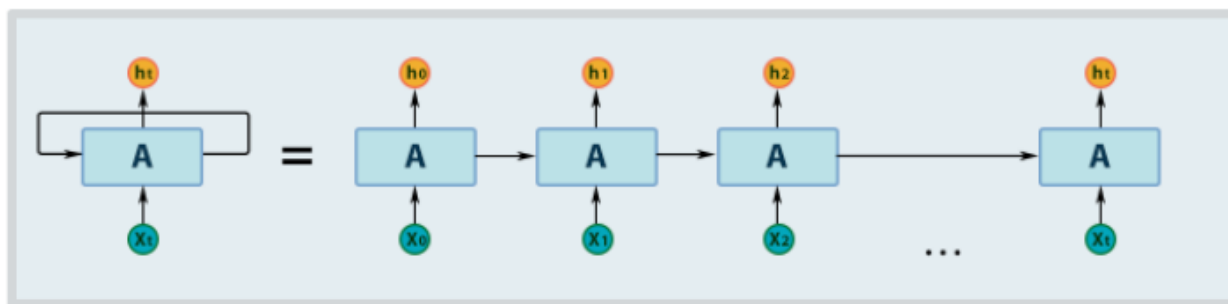 ht h0 h1 h2 ht
A = A A A A
Xt X0 X1 X2 ... Xt